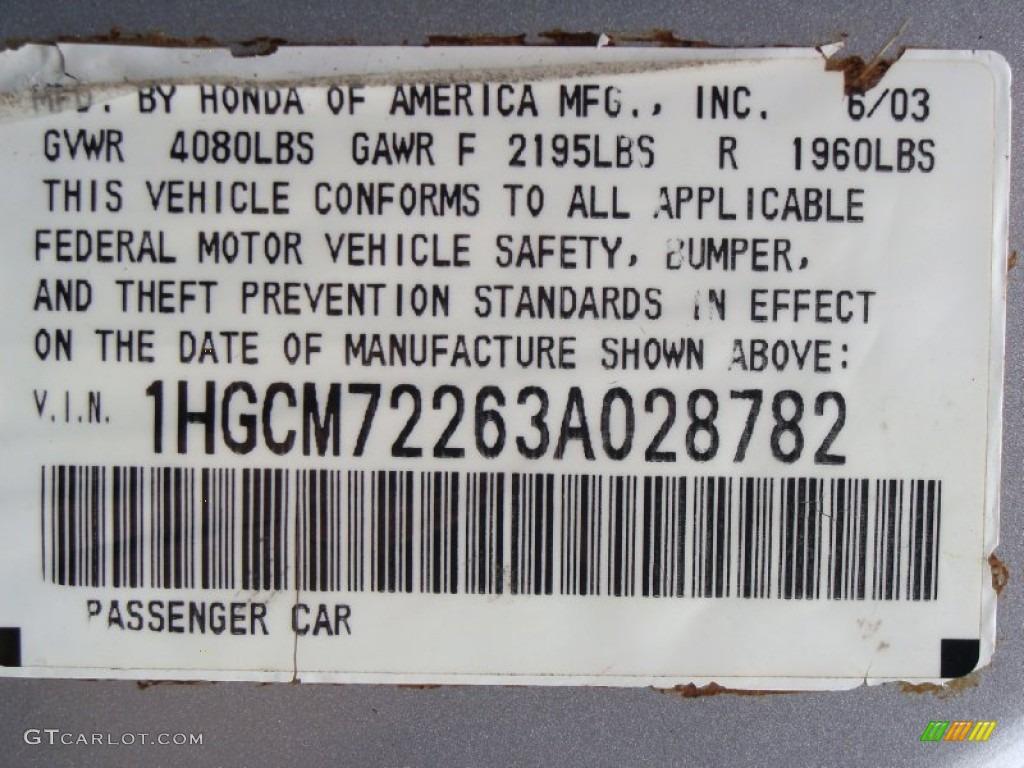 MFD. BY HONDA OF AMERICA MFG., INC. 6/03
GVWR 4080LBS GAWR F 2195LBS R 1960LBS
THIS VEHICLE CONFORMS TO ALL APPLICABLE
FEDERAL MOTOR VEHICLE SAFETY, BUMPER,
AND THEFT PREVENTION STANDARDS IN EFFECT
ON THE DATE OF MANUFACTURE SHOWN ABOVE:
V.I.N. 1HGCM72263A028782
PASSENGER CAR
GTCARLOT.COM